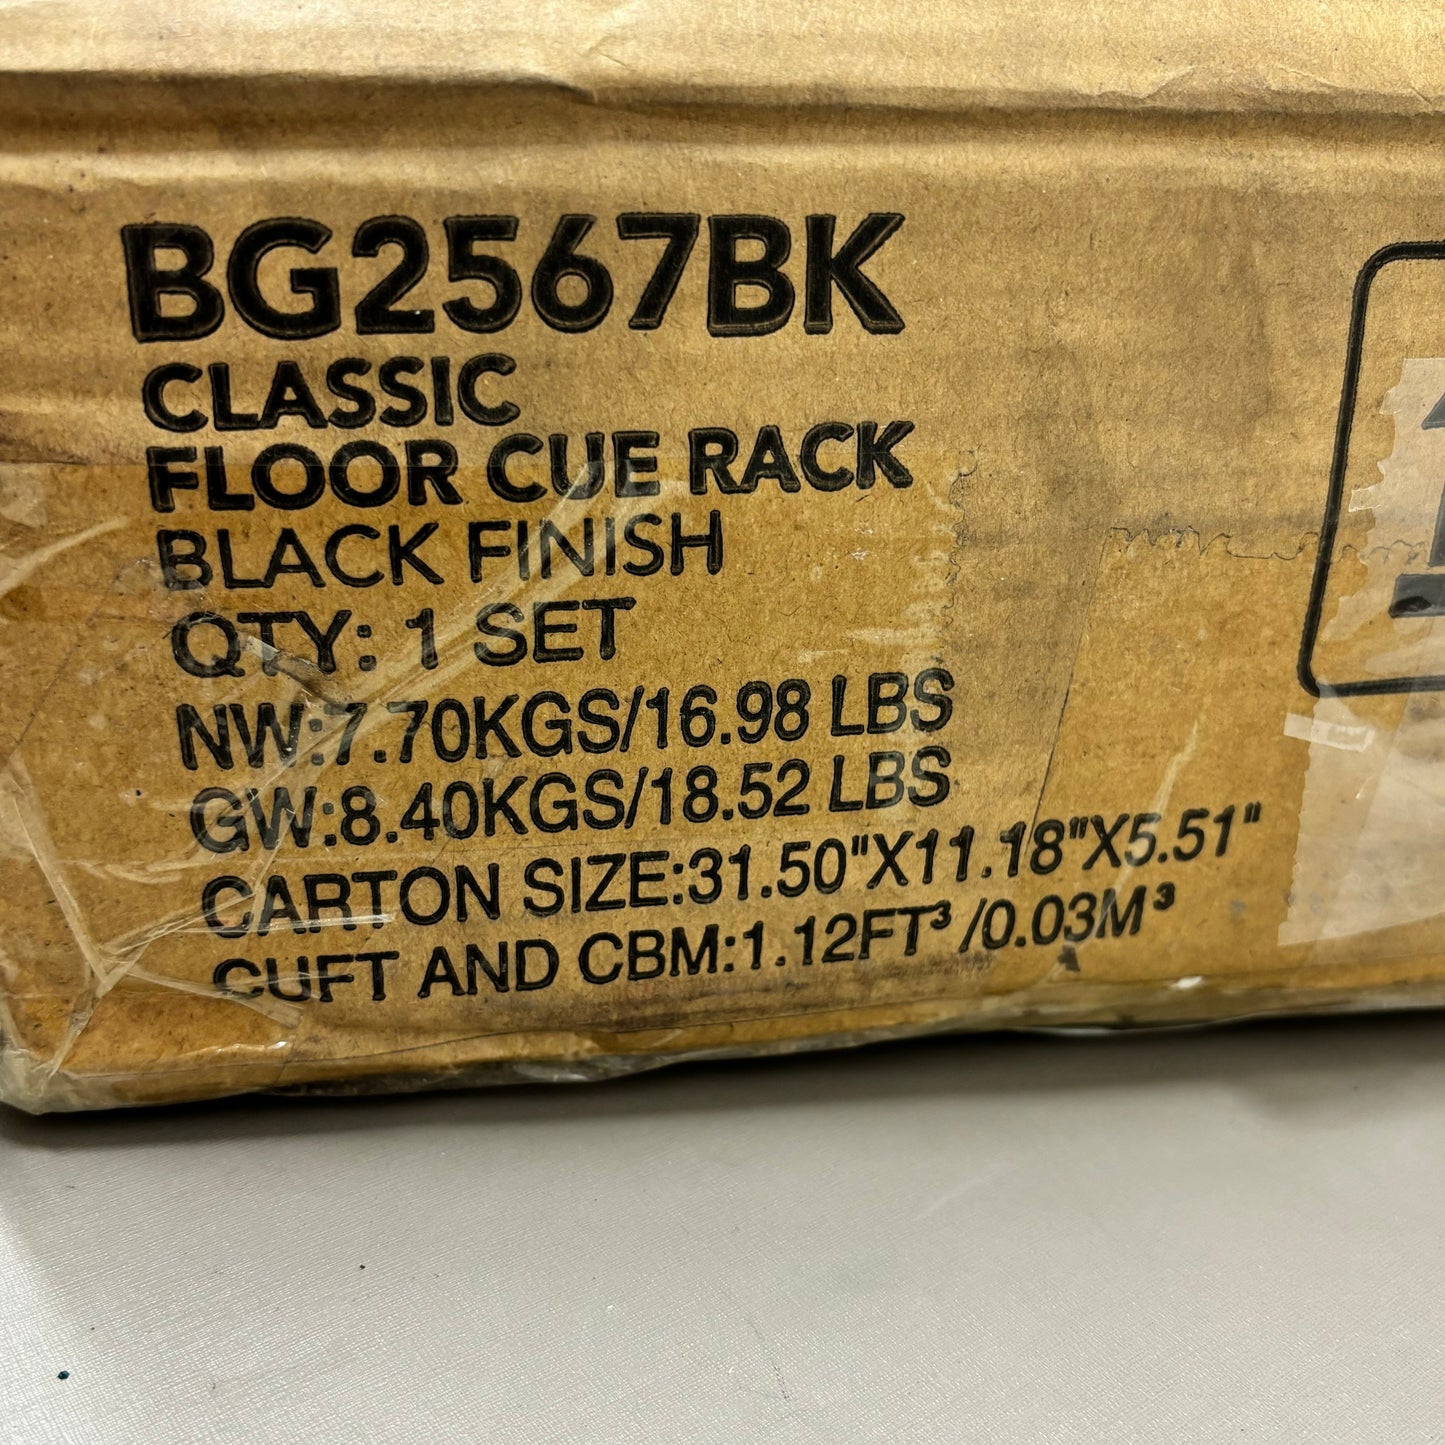 BG2567BK
CLASSIC
FLOOR CUE RACK
BLACK FINISH
QTY: 1 SET
NW:7.70KGS/16.98 LBS
GW:8.40KGS/18.52 LBS
CARTON SIZE:31.50"X11.18"X5.51"
CUFT AND CBM:1.12FT³/0.03M³